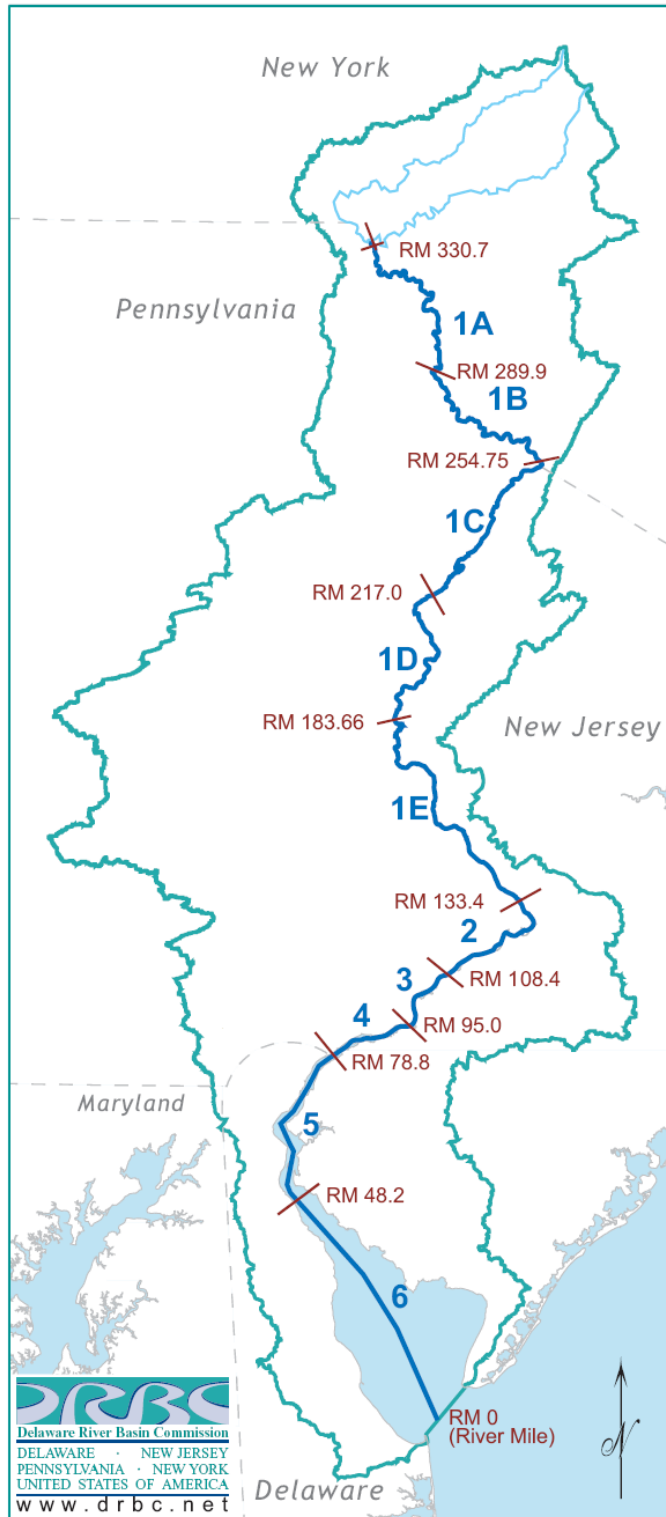 New York
RM 330.7
Pennsylvania
1A
RM 289.9
1B
RM 254.75
1C
RM 217.0
1D
RM 183.66
New Jersey
1E
RM 133.4
2
3
RM 108.4
4
RM 95.0
RM 78.8
Maryland
5
RM 48.2
6
DRBC
Delaware River Basin Commission
DELAWARE · NEW JERSEY
PENNSYLVANIA · NEW YORK
UNITED STATES OF AMERICA
www.drbc.net
RM 0
(River Mile)
N
Delaware